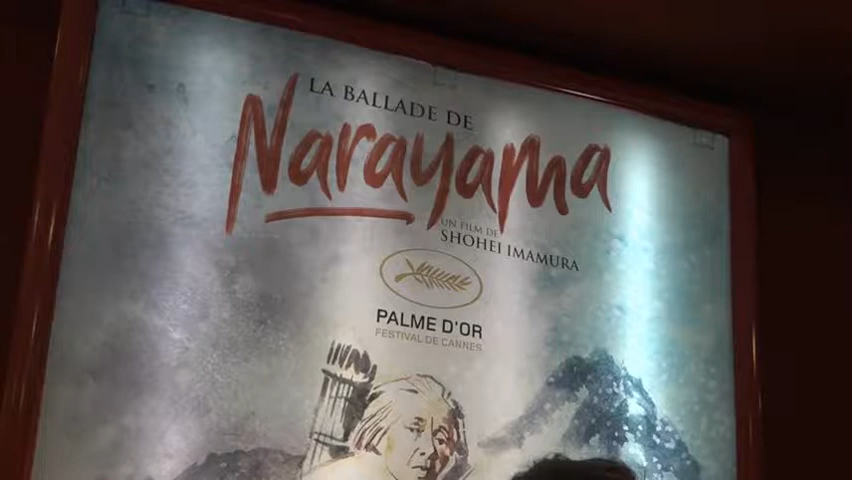 LA BALLADE DE
Narayama
UN FILM DE
SHOHEI IMAMURA
PALME D'OR
FESTIVAL DE CANNES